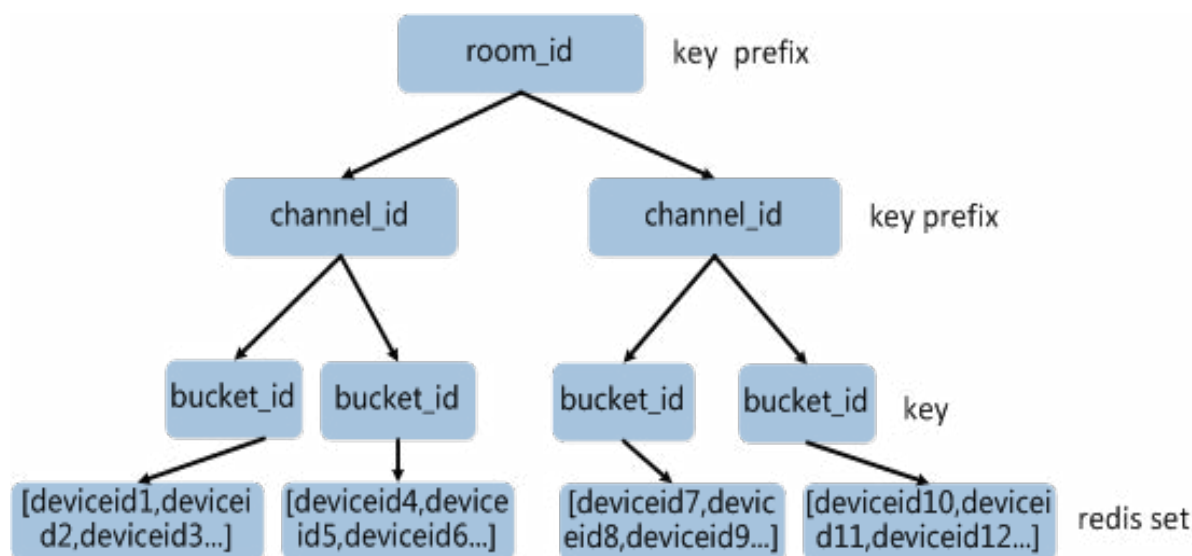 room_id
key prefix
channel_id
channel_id
key prefix
bucket_id
bucket_id
bucket_id
bucket_id
key
[deviceid1,devicei
d2,deviceid3...]
[deviceid4,device
id5,deviceid6...]
[deviceid7,devic
eid8,deviceid9...]
[deviceid10,devicei
d11,deviceid12...]
redis set